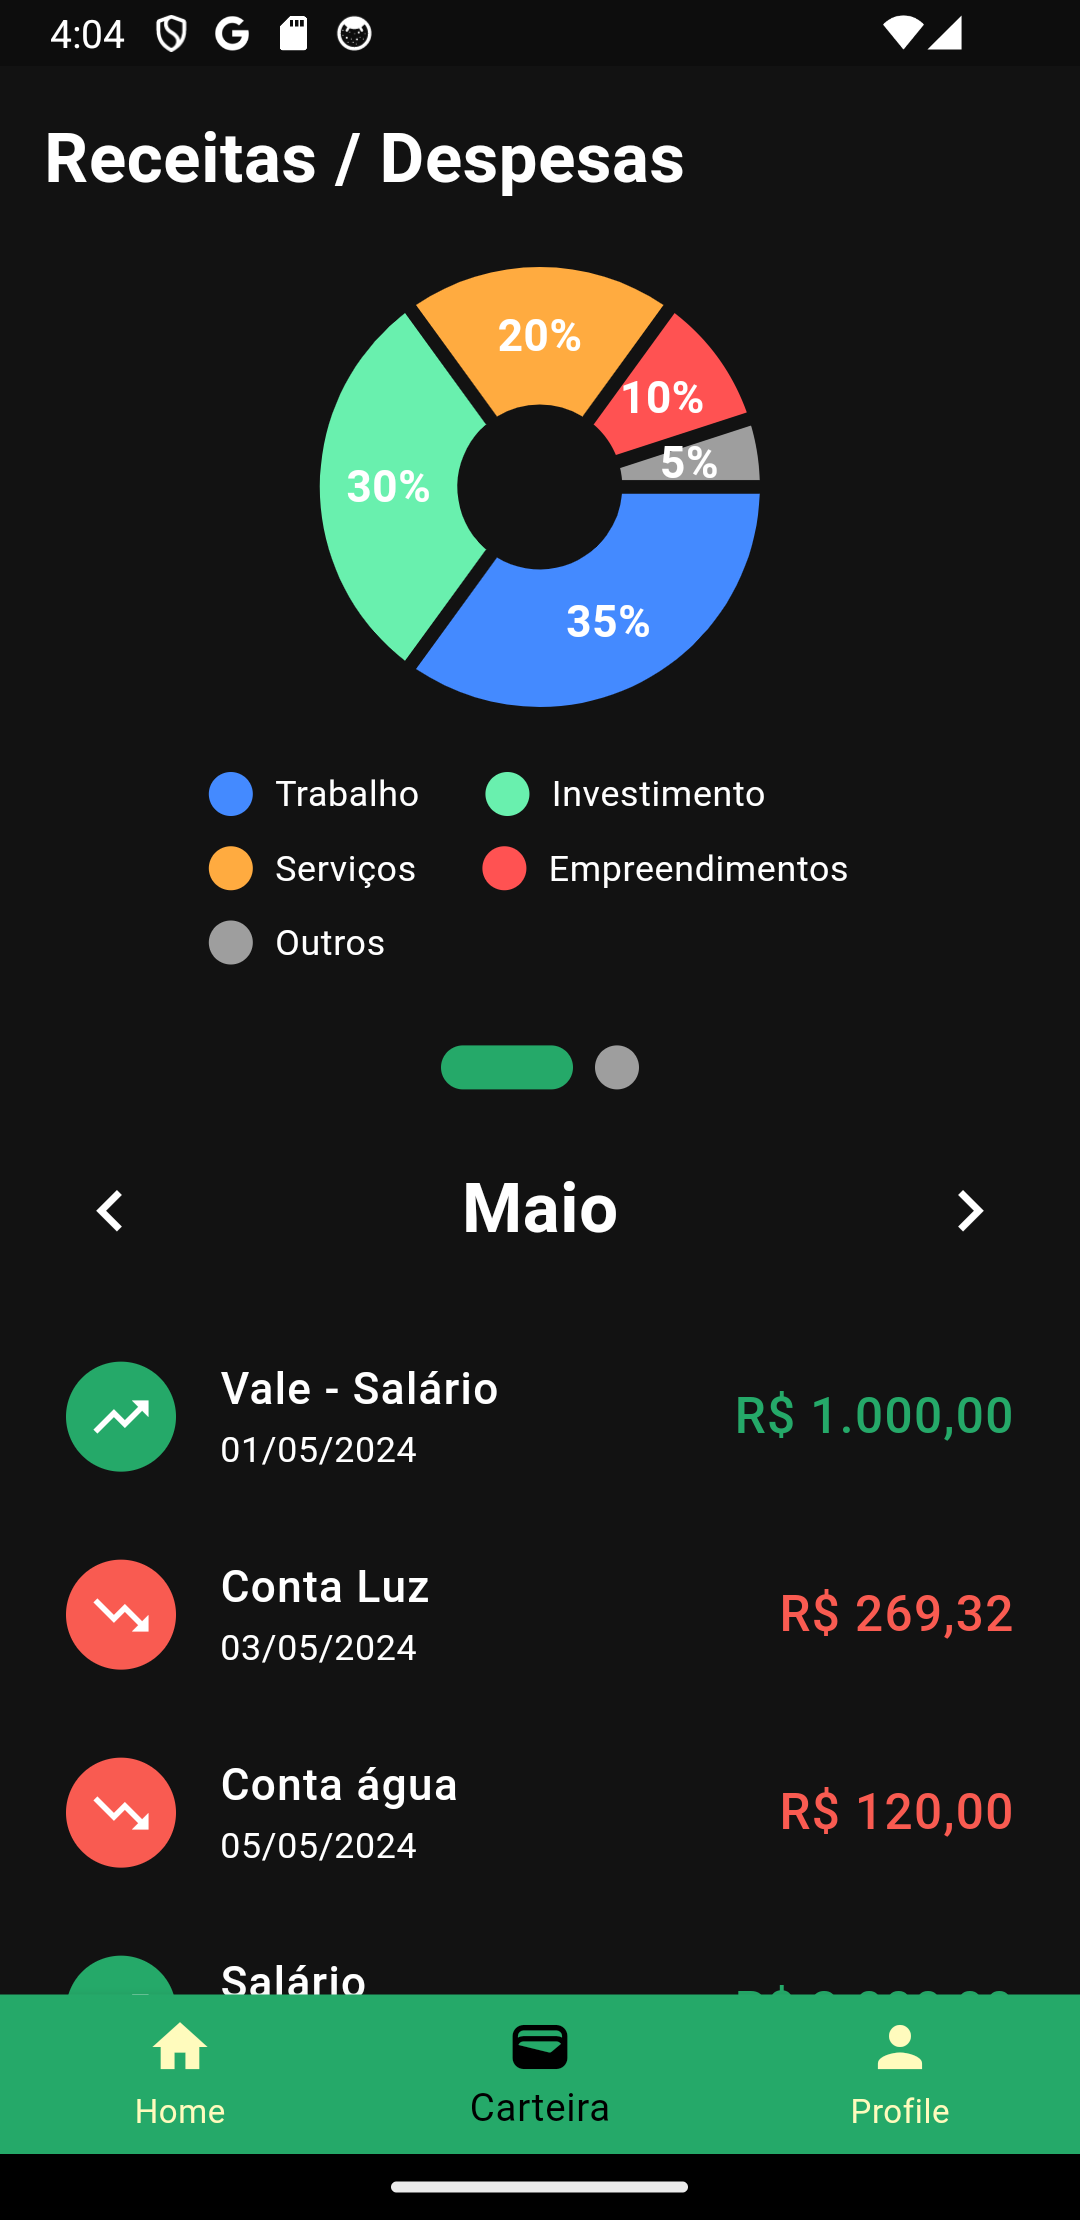 4:04
Receitas / Despesas
20%
10%
5%
30%
35%
Trabalho
Investimento
Serviços
Empreendimentos
Outros
Maio
Vale - Salário
R$ 1.000,00
01/05/2024
Conta Luz
R$ 269,32
03/05/2024
Conta água
R$ 120,00
05/05/2024
Salário
Home
Carteira
Profile